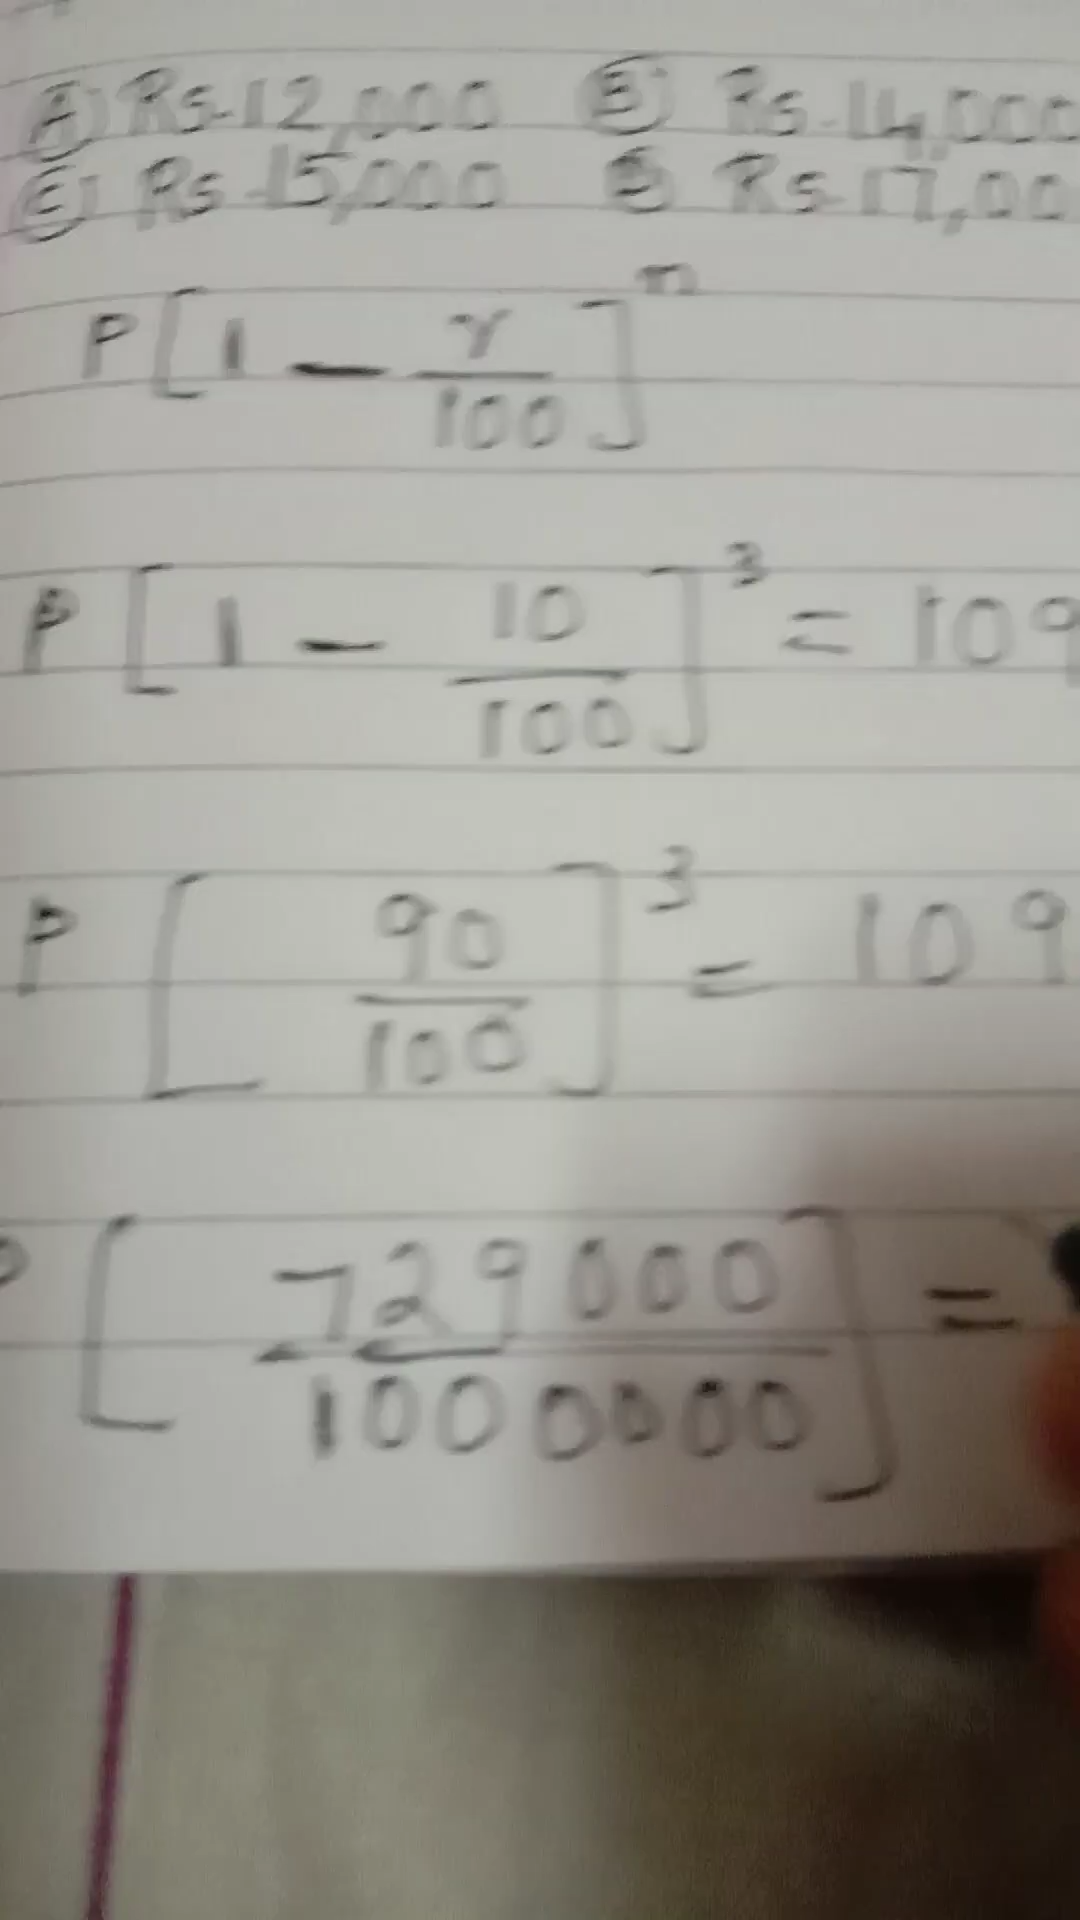 (A) Rs.12,000 (B) Rs.14,000
(C) Rs.15,000 (D) Rs.17,00
P[1 - r/100]^n
P[1 - 10/100]^3 = 109
P[90/100]^3 = 109
P[729000/1000000] =